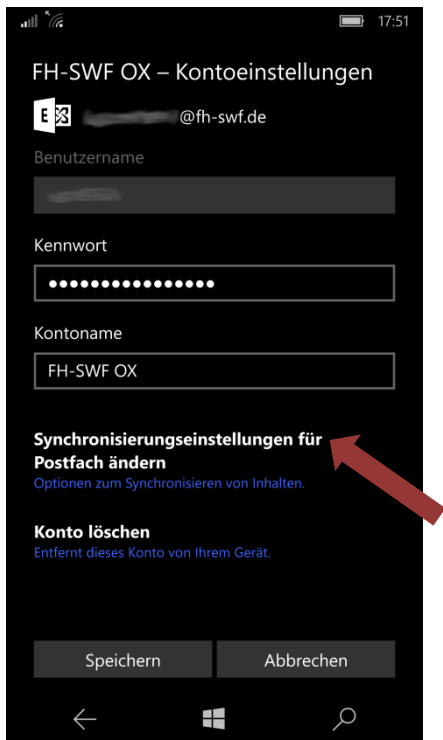 17:51
FH-SWF OX – Kontoeinstellungen
E @fh-swf.de
Benutzername
Kennwort
••••••••••••••••
Kontoname
FH-SWF OX
Synchronisierungseinstellungen für
Postfach ändern
Optionen zum Synchronisieren von Inhalten.
Konto löschen
Entfernt dieses Konto von Ihrem Gerät.
Speichern Abbrechen